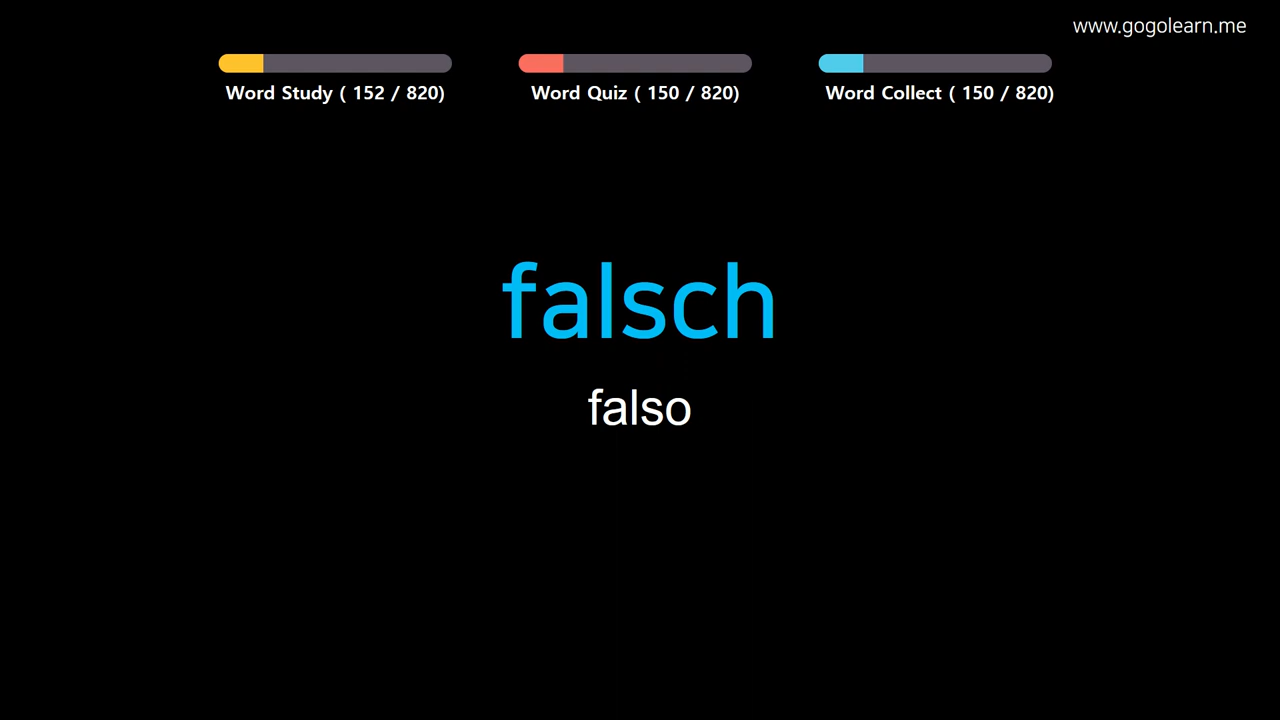 www.gogolearn.me
Word Study ( 152 / 820)
Word Quiz ( 150 / 820)
Word Collect ( 150 / 820)
falsch
falso